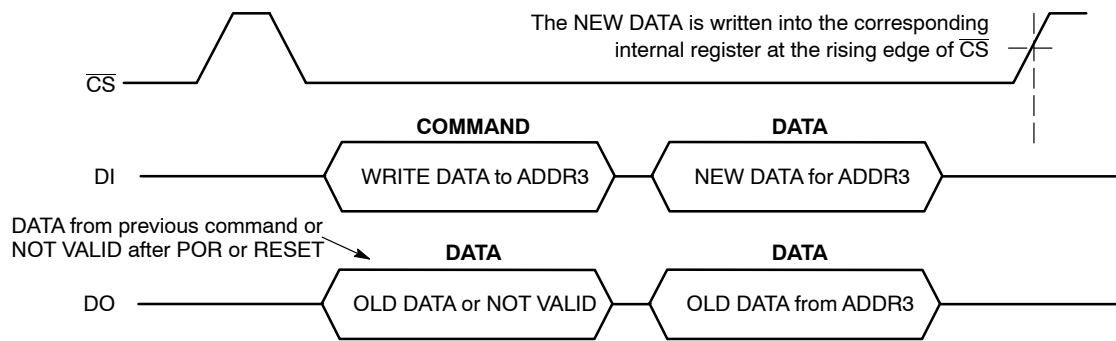 The NEW DATA is written into the corresponding
internal register at the rising edge of C̅S̅
C̅S̅
COMMAND
DATA
DI
WRITE DATA to ADDR3
NEW DATA for ADDR3
DATA from previous command or
NOT VALID after POR or RESET
DATA
DATA
DO
OLD DATA or NOT VALID
OLD DATA from ADDR3